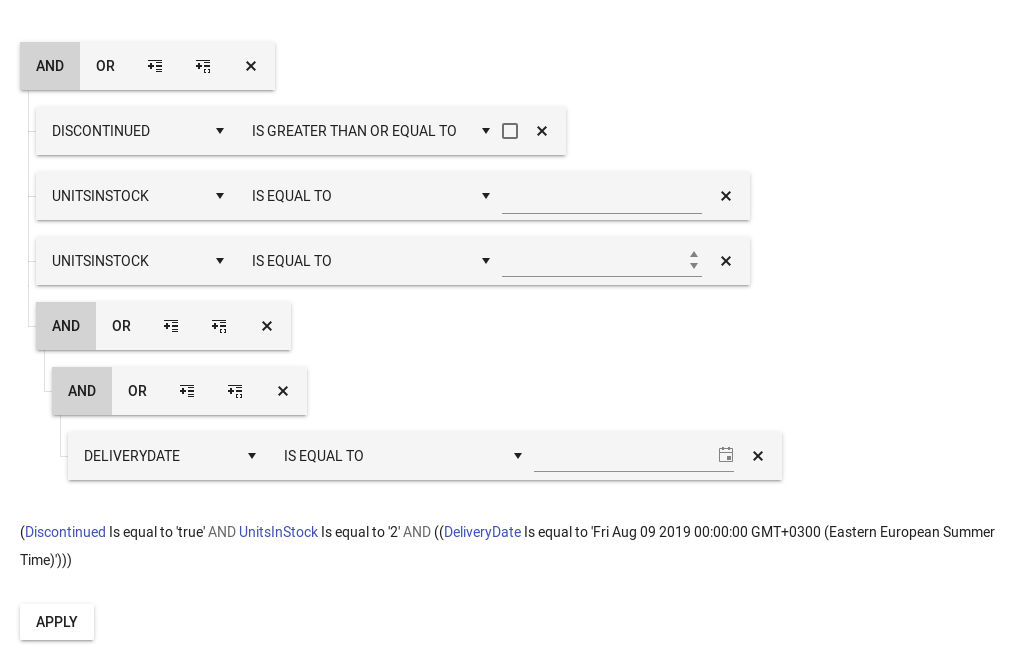 AND OR
DISCONTINUED IS GREATER THAN OR EQUAL TO
UNITSINSTOCK IS EQUAL TO
UNITSINSTOCK IS EQUAL TO
AND OR
AND OR
DELIVERYDATE IS EQUAL TO
(Discontinued Is equal to 'true' AND UnitsInStock Is equal to '2' AND ((DeliveryDate Is equal to 'Fri Aug 09 2019 00:00:00 GMT+0300 (Eastern European Summer
Time)')))
APPLY